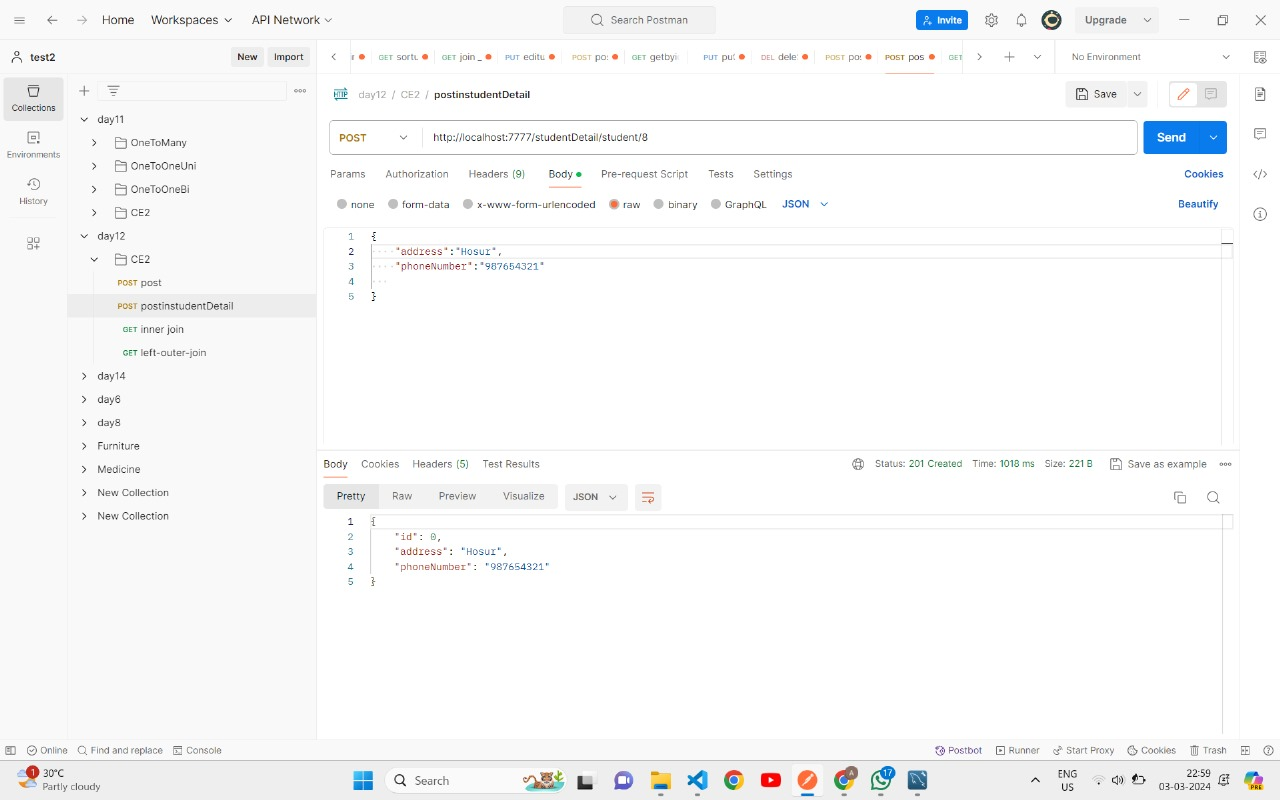 Home Workspaces API Network Search Postman Invite Upgrade
test2 New Import
GET sortu GET join _ PUT editu POST po: GET getbyi PUT pu DEL dele POST po: POST pos GET No Environment
Collections
Environments
History
day11
OneToMany
OneToOneUni
OneToOneBi
CE2
day12
CE2
POST post
POST postinstudentDetail
GET inner join
GET left-outer-join
day14
day6
day8
Furniture
Medicine
New Collection
New Collection
HTTP day12 / CE2 / postinstudentDetail Save
POST http://localhost:7777/studentDetail/student/8 Send
Params Authorization Headers (9) Body Pre-request Script Tests Settings Cookies
none form-data x-www-form-urlencoded raw binary GraphQL JSON Beautify
1 {
2 "address":"Hosur",
3 "phoneNumber":"987654321"
4
5 }
Body Cookies Headers (5) Test Results Status: 201 Created Time: 1018 ms Size: 221 B Save as example
Pretty Raw Preview Visualize JSON
1 {
2 "id": 0,
3 "address": "Hosur",
4 "phoneNumber": "987654321"
5 }
Online Find and replace Console Postbot Runner Start Proxy Cookies Trash
1 30°C
Partly cloudy
Search
A
17
ENG
US
22:59
03-03-2024
PRE